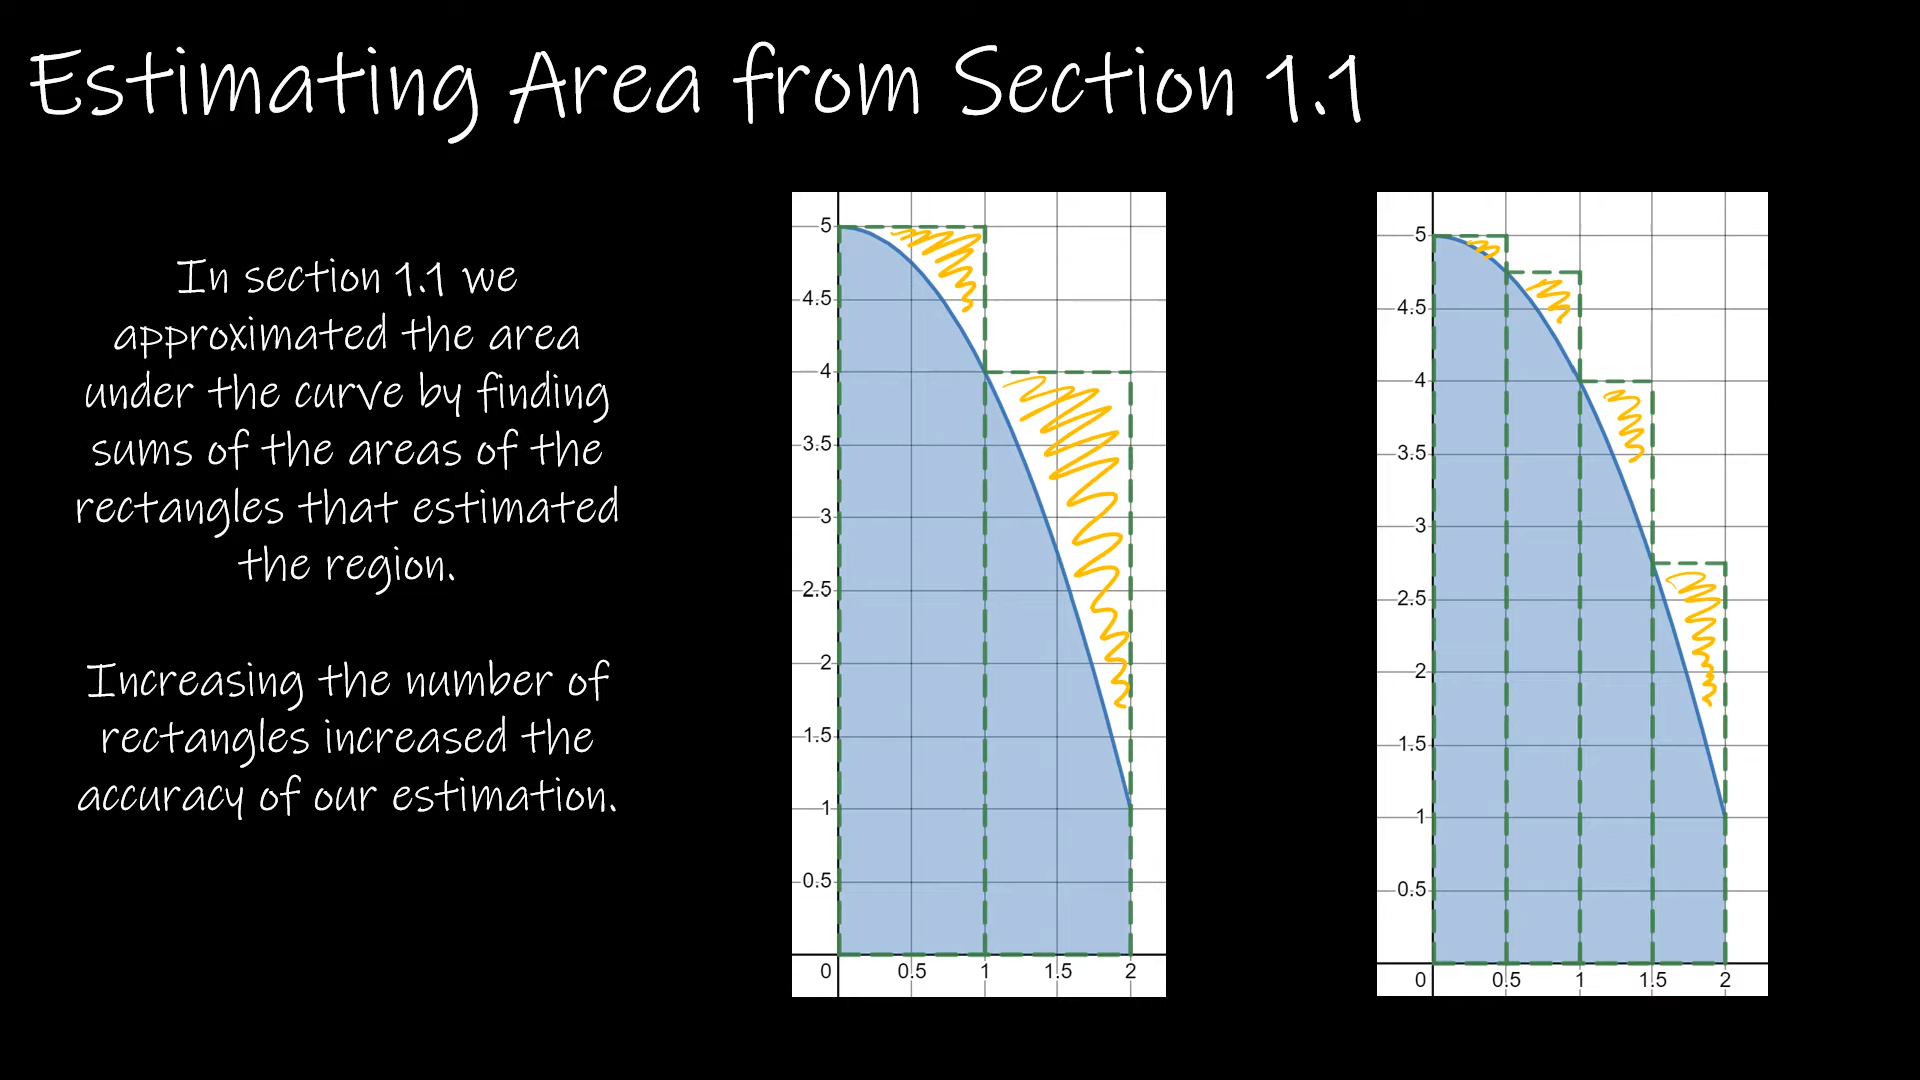 Estimating Area from Section 1.1
In section 1.1 we
approximated the area
under the curve by finding
sums of the areas of the
rectangles that estimated
the region.
Increasing the number of
rectangles increased the
accuracy of our estimation.
5
4.5
4
3.5
3
2.5
2
1.5
1
0.5
0 0.5 1 1.5 2
5
4.5
4
3.5
3
2.5
2
1.5
1
0.5
0 0.5 1 1.5 2